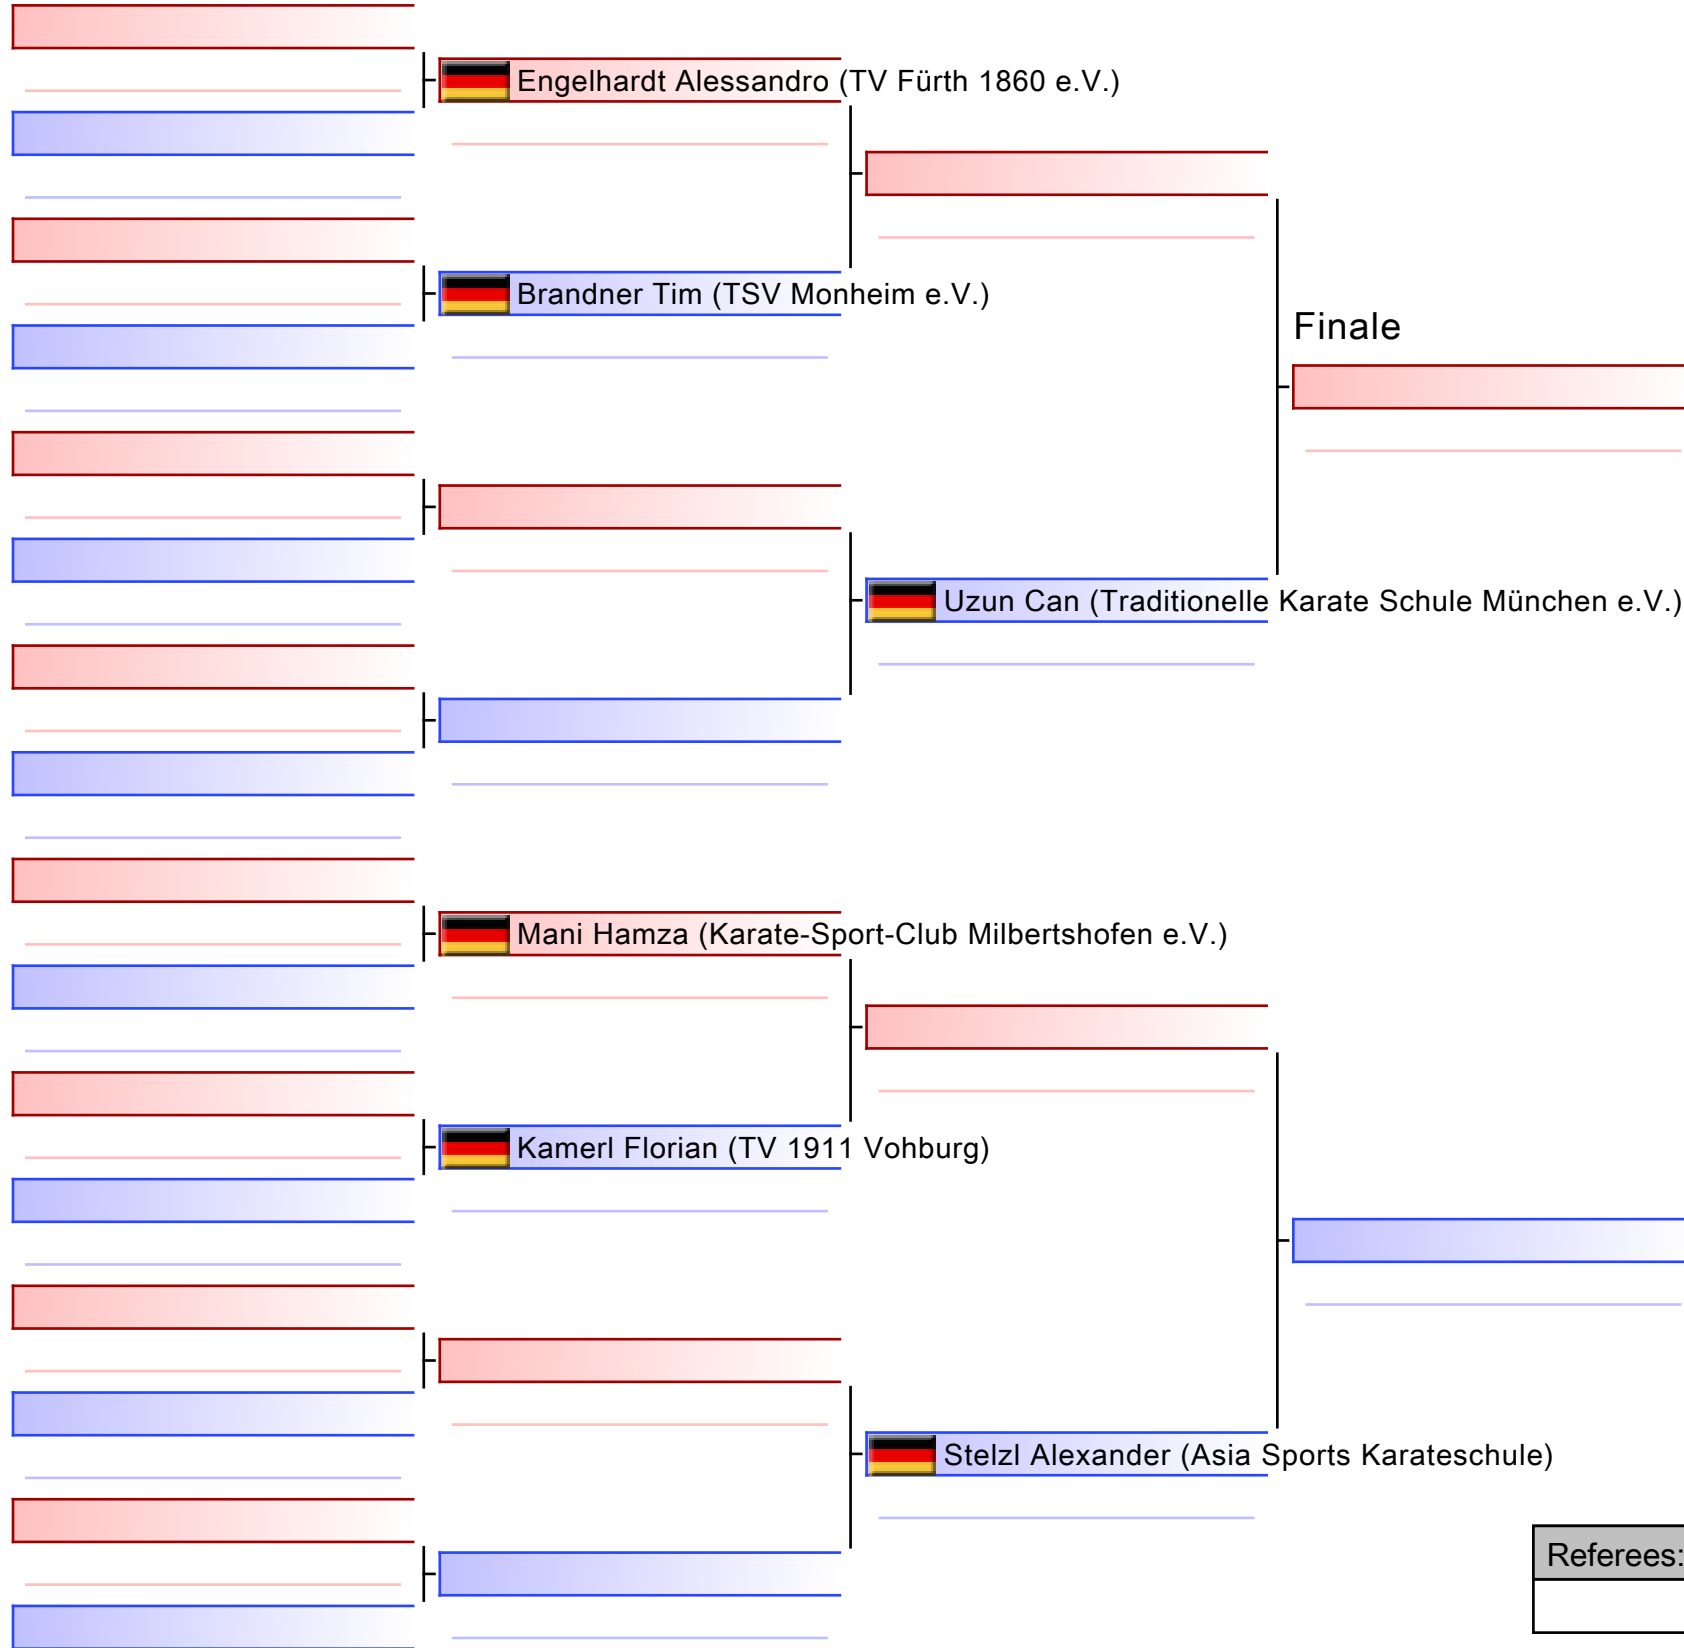 Engelhardt Alessandro (TV Fürth 1860 e.V.)
Brandner Tim (TSV Monheim e.V.)
Finale
Uzun Can (Traditionelle Karate Schule München e.V.)
Mani Hamza (Karate-Sport-Club Milbertshofen e.V.)
Kamerl Florian (TV 1911 Vohburg)
Stelzl Alexander (Asia Sports Karateschule)
Referees: